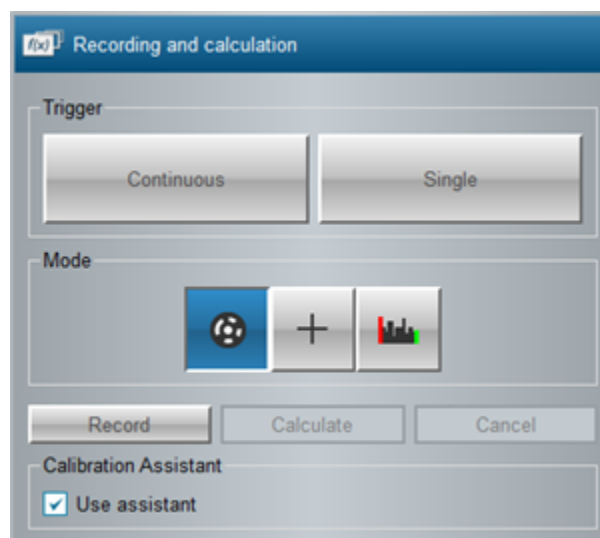 f(x) Recording and calculation
Trigger
Continuous Single
Mode
Record Calculate Cancel
Calibration Assistant
Use assistant